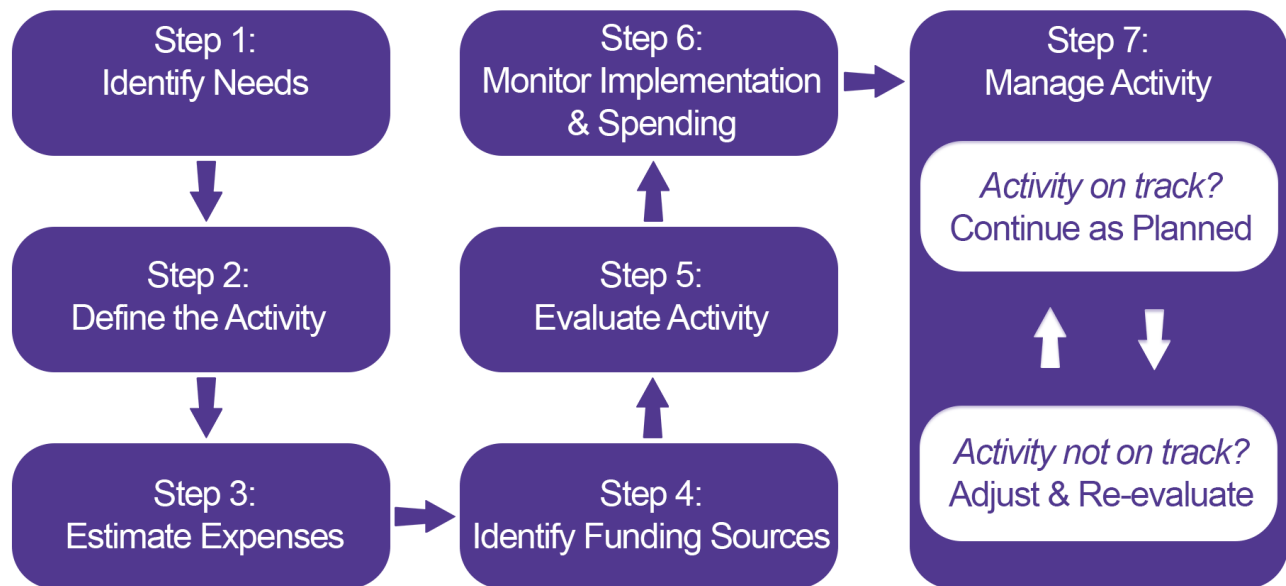 Step 1:
Identify Needs
Step 2:
Define the Activity
Step 3:
Estimate Expenses
Step 4:
Identify Funding Sources
Step 5:
Evaluate Activity
Step 6:
Monitor Implementation
& Spending
Step 7:
Manage Activity
Activity on track?
Continue as Planned
Activity not on track?
Adjust & Re-evaluate